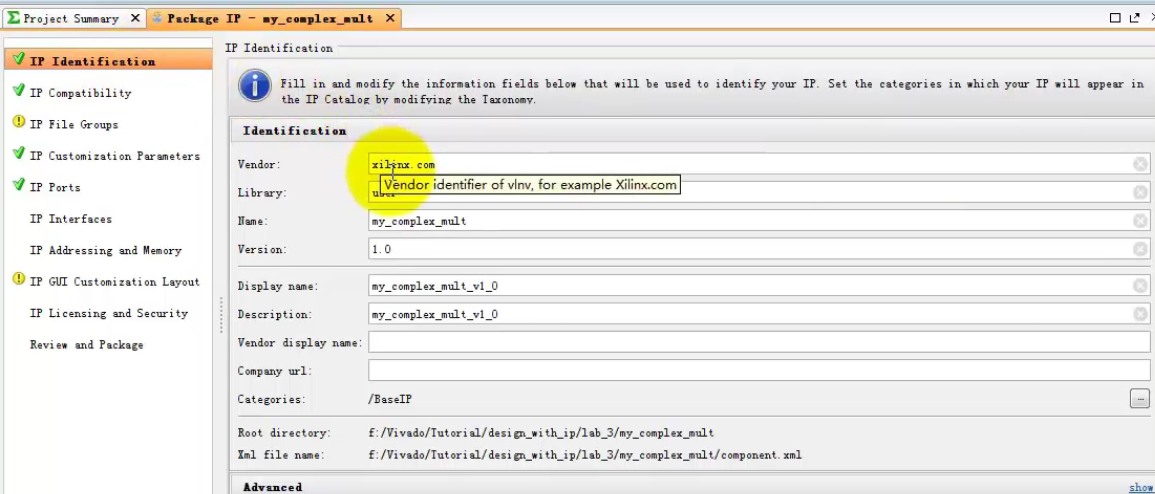 Project Summary
Package IP - my_complex_mult
IP Identification
IP Compatibility
IP File Groups
IP Customization Parameters
IP Ports
IP Interfaces
IP Addressing and Memory
IP GUI Customization Layout
IP Licensing and Security
Review and Package
IP Identification
Fill in and modify the information fields below that will be used to identify your IP. Set the categories in which your IP will appear in
the IP Catalog by modifying the Taxonomy.
Identification
Vendor: xilinx.com
Vendor identifier of vlnv, for example Xilinx.com
Library: user
Name: my_complex_mult
Version: 1.0
Display name: my_complex_mult_v1_0
Description: my_complex_mult_v1_0
Vendor display name:
Company url:
Categories: /BaseIP
Root directory: f:/Vivado/Tutorial/design_with_ip/lab_3/my_complex_mult
Xml file name: f:/Vivado/Tutorial/design_with_ip/lab_3/my_complex_mult/component.xml
Advanced show